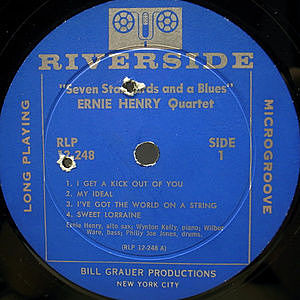 RIVERSIDE
"Seven Standards and a Blues"
ERNIE HENRY Quartet
RLP
12-248
SIDE
1
LONG PLAYING
MICROGROOVE
1. I GET A KICK OUT OF YOU
2. MY IDEAL
3. I'VE GOT THE WORLD ON A STRING
4. SWEET LORRAINE
Ernie Henry, alto sax; Wynton Kelly, piano; Wilbur
Ware, bass; Philly Joe Jones, drums.
(RLP 12-248 A)
BILL GRAUER PRODUCTIONS
NEW YORK CITY